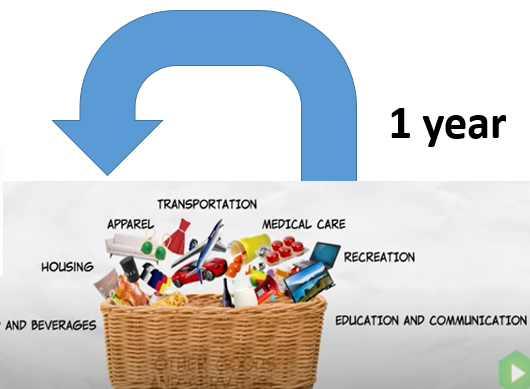 1 year
TRANSPORTATION
APPAREL
MEDICAL CARE
HOUSING
RECREATION
AND BEVERAGES
EDUCATION AND COMMUNICATION